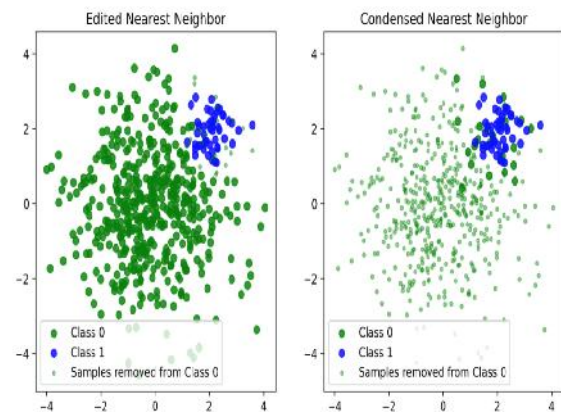 Edited Nearest Neighbor
4
2
0
−2
−4
Class 0
Class 1
Samples removed from Class 0
−4 −2 0 2 4
Condensed Nearest Neighbor
4
2
0
−2
−4
Class 0
Class 1
Samples removed from Class 0
−4 −2 0 2 4